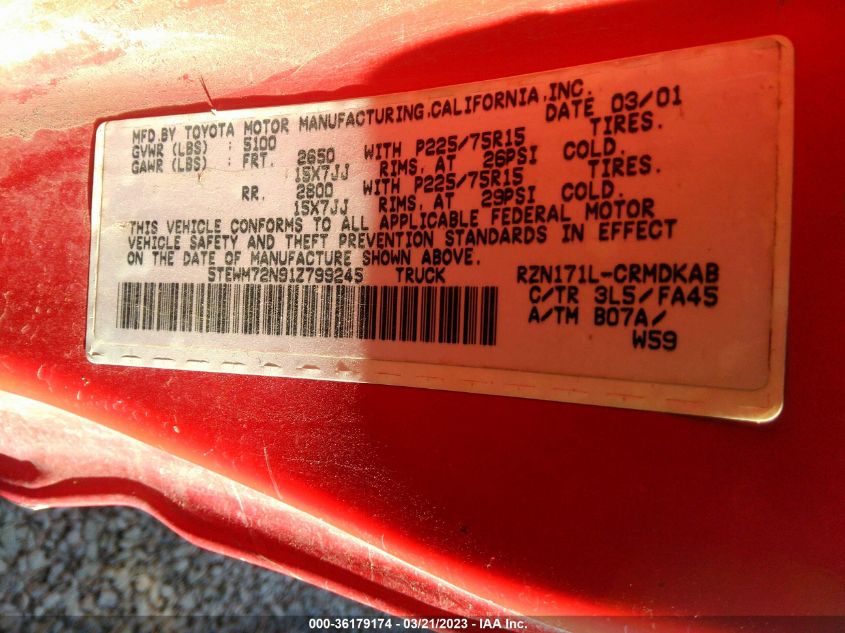 MFD.BY TOYOTA MOTOR MANUFACTURING,CALIFORNIA,INC.
DATE 03/01
GVWR (LBS) : 5100
GAWR (LBS) : FRT. 2650 WITH P225/75R15 TIRES.
15X7JJ RIMS. AT 26PSI COLD.
RR. 2800 WITH P225/75R15 TIRES.
15X7JJ RIMS. AT 29PSI COLD.
THIS VEHICLE CONFORMS TO ALL APPLICABLE FEDERAL MOTOR
VEHICLE SAFETY AND THEFT PREVENTION STANDARDS IN EFFECT
ON THE DATE OF MANUFACTURE SHOWN ABOVE.
5TEWM72N91Z799245 TRUCK RZN171L-CRMDKAB
C/TR 3L5/FA45
A/TM B07A/
W59
000-36179174 - 03/21/2023 - IAA Inc.